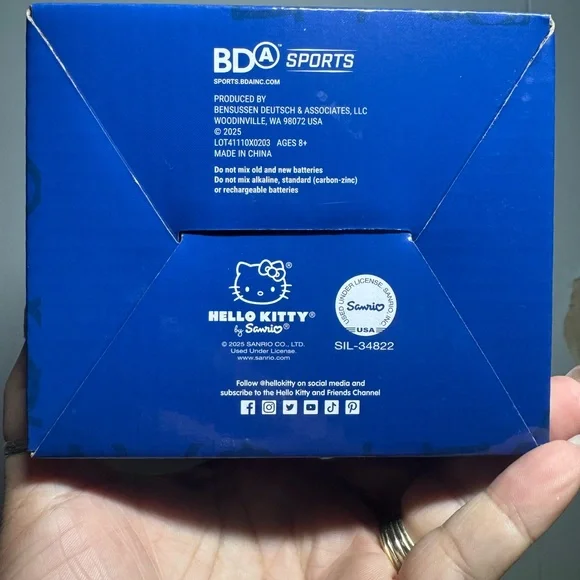 BDA™ SPORTS
SPORTS.BDAINC.COM
PRODUCED BY
BENSUSSEN DEUTSCH & ASSOCIATES, LLC
WOODINVILLE, WA 98072 USA
© 2025
LOT41110X0203 AGES 8+
MADE IN CHINA
Do not mix old and new batteries
Do not mix alkaline, standard (carbon-zinc)
or rechargeable batteries
HELLO KITTY®
by Sanrio®
© 2025 SANRIO CO., LTD.
Used Under License.
www.sanrio.com
USED UNDER LICENSE. SANRIO, INC.
Sanrio
USA
SIL-34822
Follow @hellokitty on social media and
subscribe to the Hello Kitty and Friends Channel